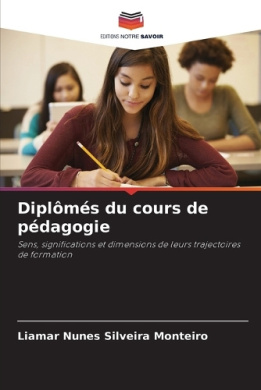 EDITIONS NOTRE SAVOIR
Diplômés du cours de
pédagogie
Sens, significations et dimensions de leurs trajectoires
de formation
Liamar Nunes Silveira Monteiro